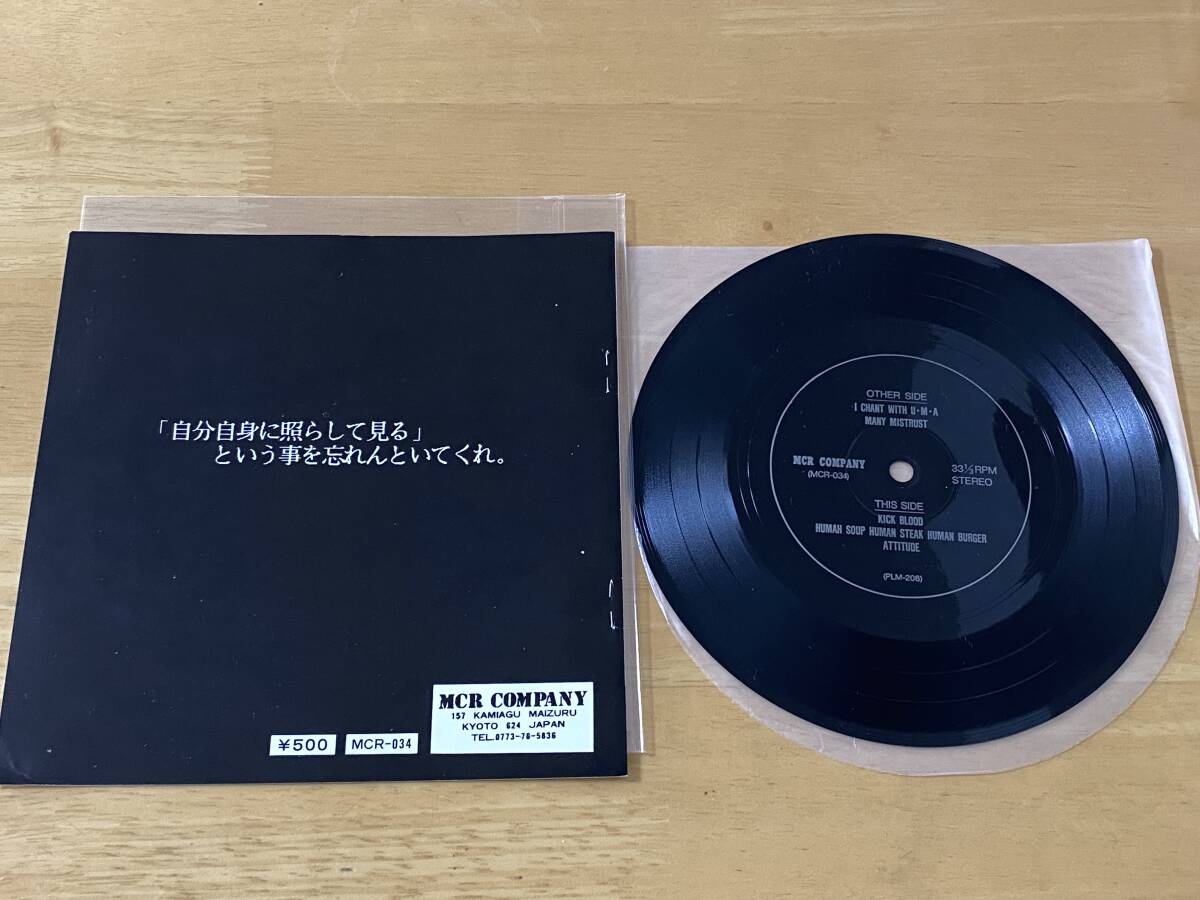 「自分自身に照らして見る」
という事を忘れんといてくれ。
¥500
MCR-034
MCR COMPANY
157 KAMIAGU MAIZURU
KYOTO 624 JAPAN
TEL.0773-76-5836
OTHER SIDE
I CHANT WITH U・M・A
MANY MISTRUST
MCR COMPANY
(MCR-034)
33⅓RPM
STEREO
THIS SIDE
KICK BLOOD
HUMAH SOUP HUMAN STEAK HUMAN BURGER
ATTITUDE
(PLM-206)